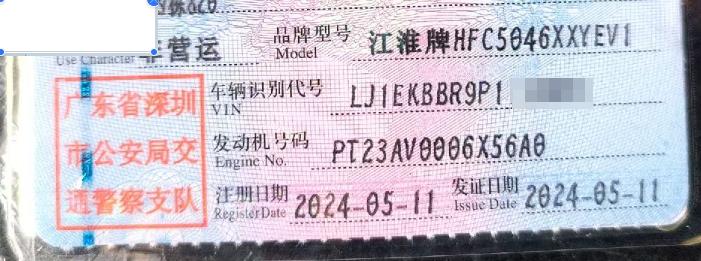 Use Character 非营运 品牌型号 Model 江淮牌HFC5046XXYEV1
车辆识别代号 VIN LJ1EKBBR9P1
发动机号码 Engine No. PT23AV0006X56A0
注册日期 Register Date 2024-05-11 发证日期 Issue Date 2024-05-11
广东省深圳
市公安局交
通警察支队